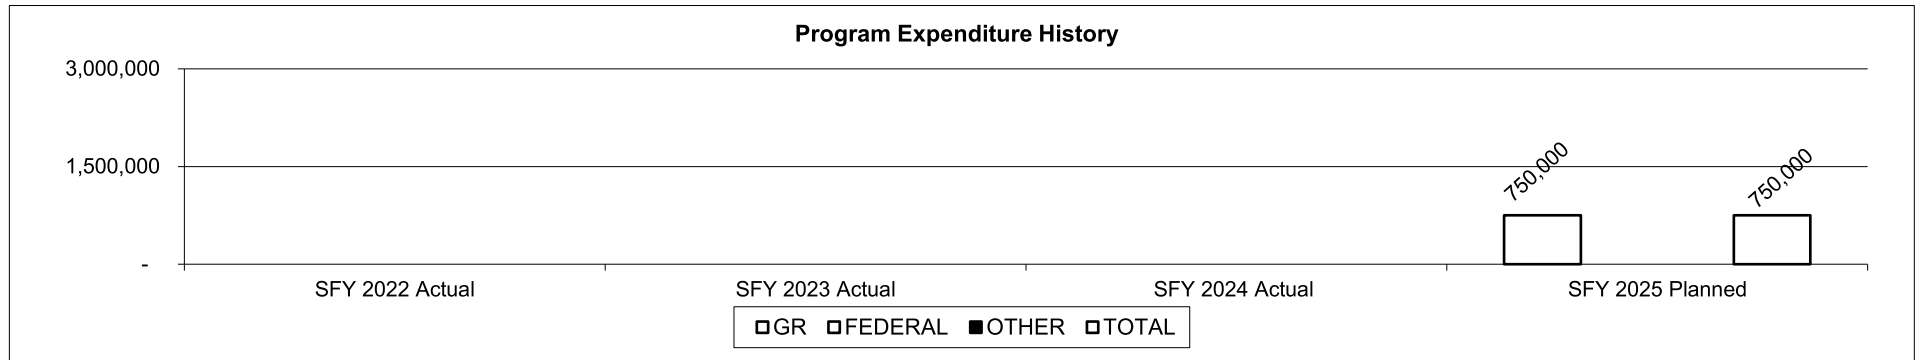 Program Expenditure History
3,000,000
1,500,000
-
750,000
750,000
SFY 2022 Actual
SFY 2023 Actual
SFY 2024 Actual
SFY 2025 Planned
GR FEDERAL OTHER TOTAL